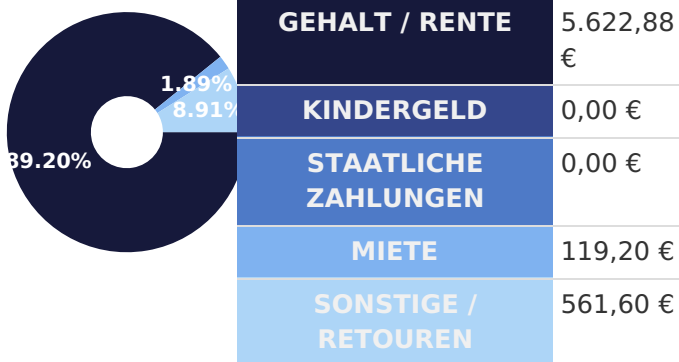 GEHALT / RENTE 5.622,88
€
1.89%
8.91%
KINDERGELD 0,00 €
39.20%
STAATLICHE 0,00 €
ZAHLUNGEN
MIETE 119,20 €
SONSTIGE / 561,60 €
RETOUREN